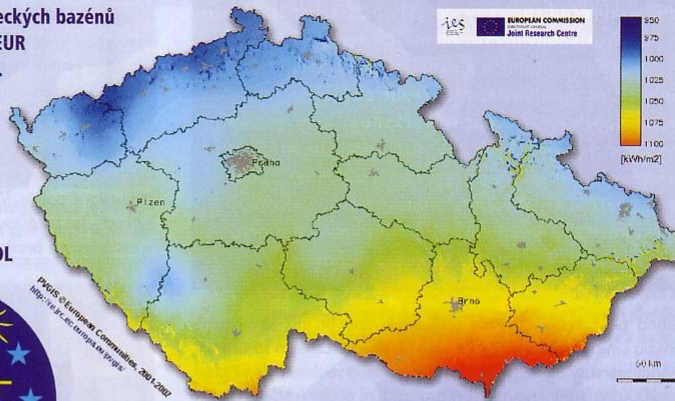 eckých bazénů
EUR
OL
ies
EUROPEAN COMMISSION
Joint Research Centre
950
975
1000
1025
1050
1075
1100
[kWh/m2]
Praha
Plzen
Brno
PVGIS © European Communities, 2001-2007
http://re.jrc.ec.europa.eu/pvgis/
50 km